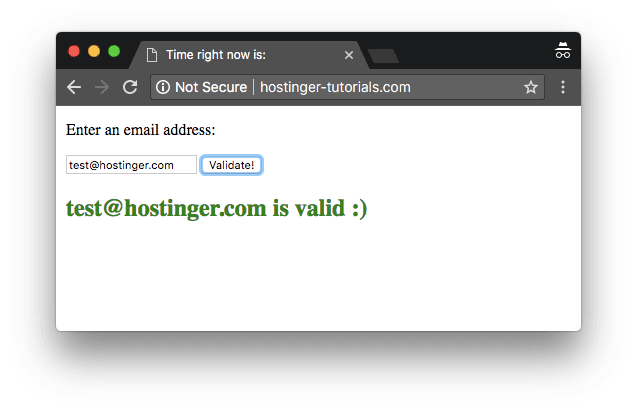 Time right now is:
Not Secure | hostinger-tutorials.com
Enter an email address:
test@hostinger.com Validate!
test@hostinger.com is valid :)